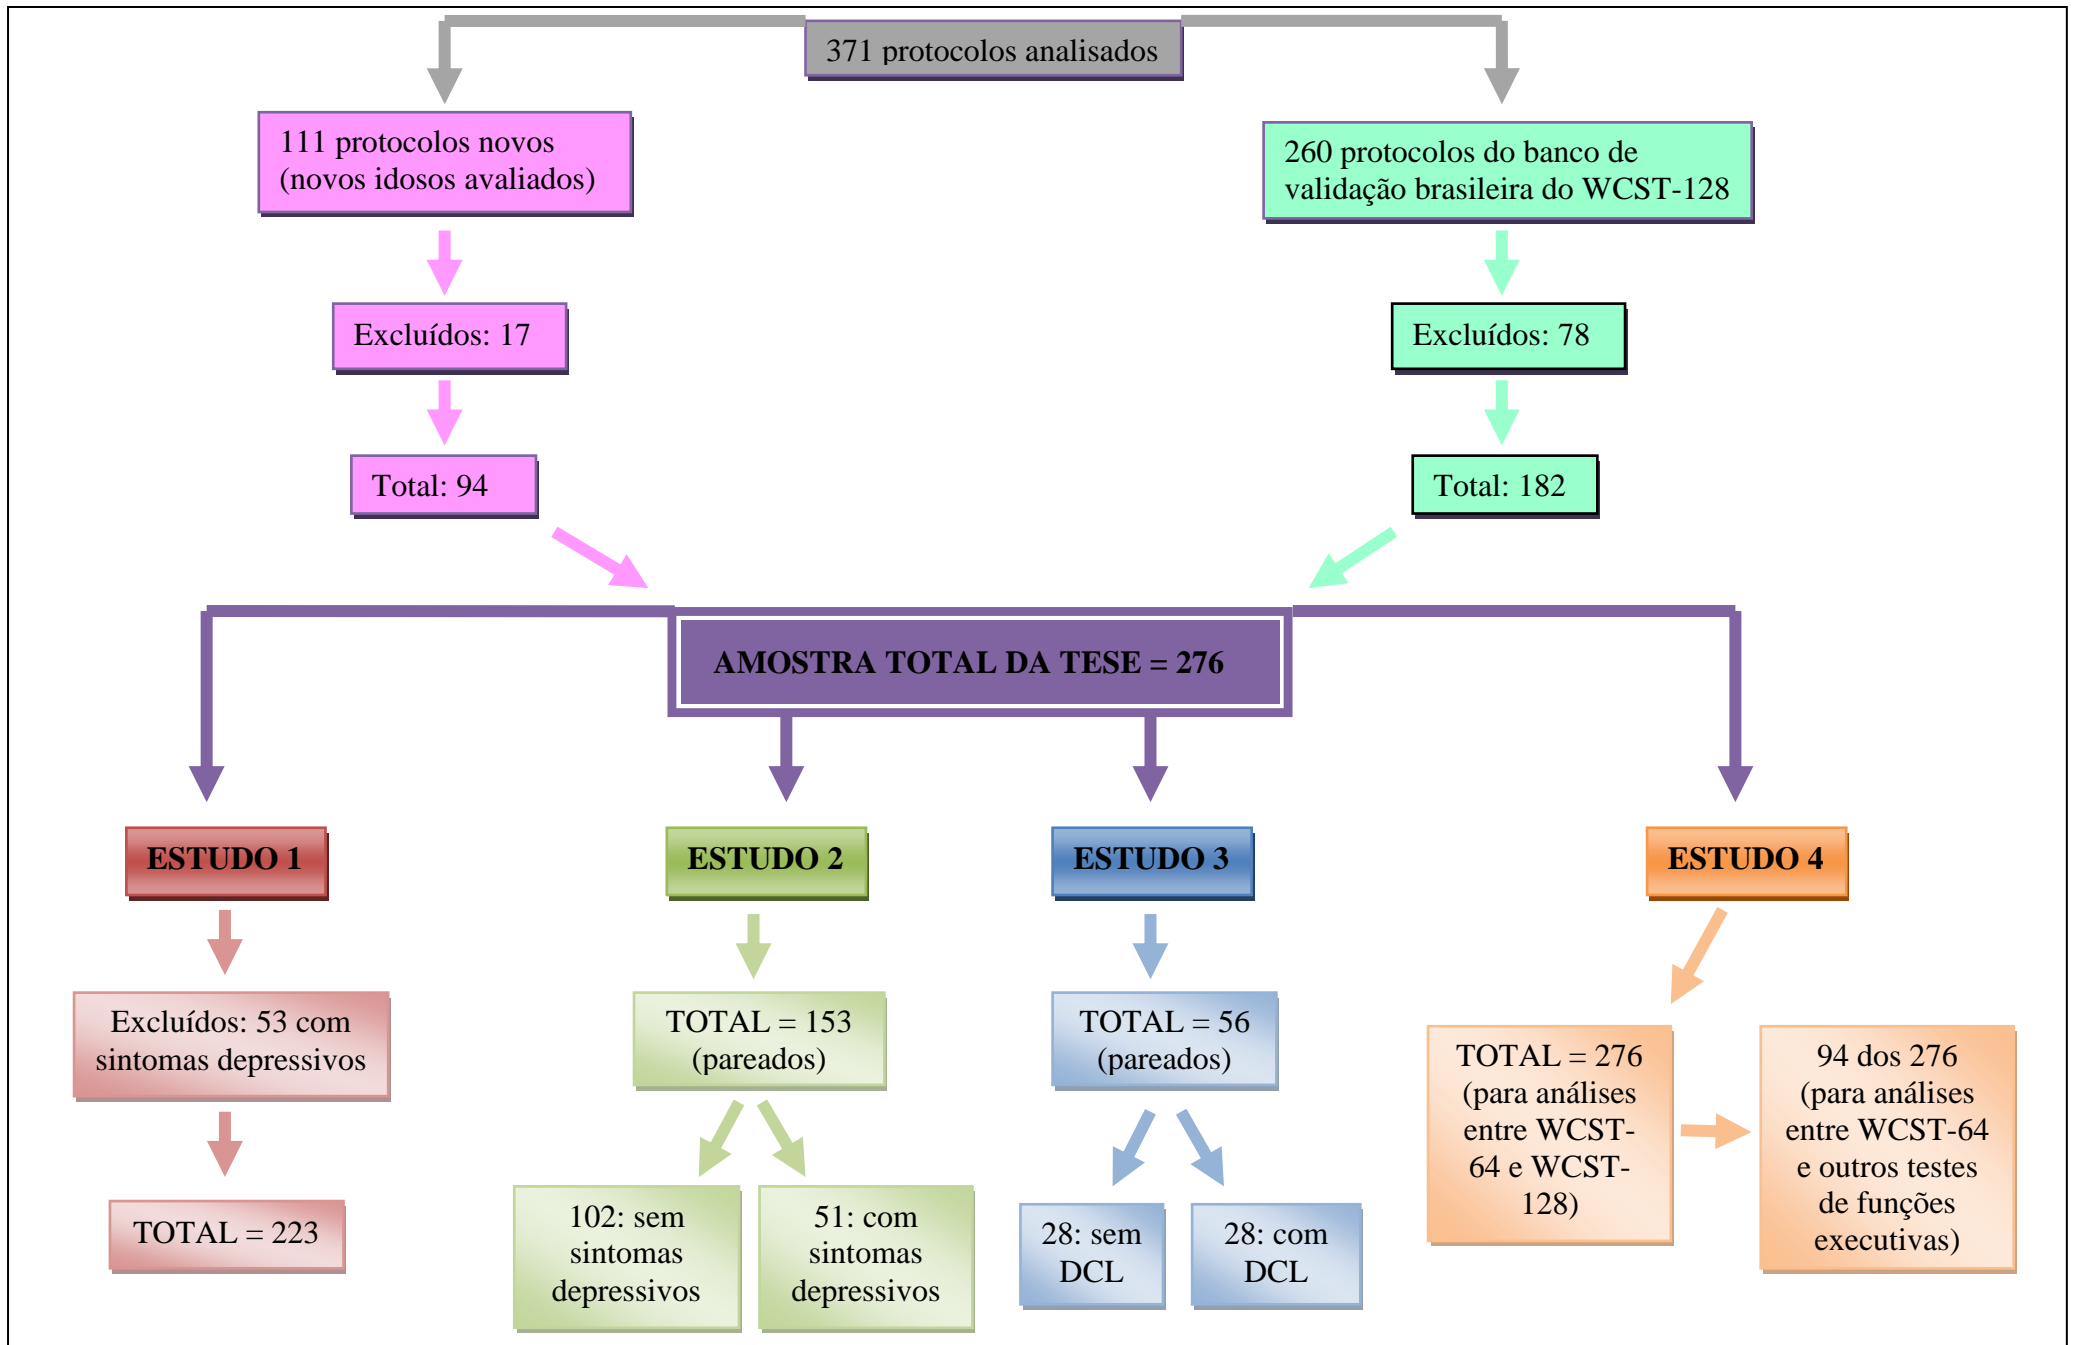 371 protocolos analisados
111 protocolos novos
(novos idosos avaliados)
260 protocolos do banco de
validação brasileira do WCST-128
Excluídos: 17
Excluídos: 78
Total: 94
Total: 182
AMOSTRA TOTAL DA TESE = 276
ESTUDO 1
ESTUDO 2
ESTUDO 3
ESTUDO 4
Excluídos: 53 com
sintomas depressivos
TOTAL = 223
TOTAL = 153
(pareados)
102: sem
sintomas
depressivos
51: com
sintomas
depressivos
TOTAL = 56
(pareados)
28: sem
DCL
28: com
DCL
TOTAL = 276
(para análises
entre WCST-
64 e WCST-
128)
94 dos 276
(para análises
entre WCST-64
e outros testes
de funções
executivas)